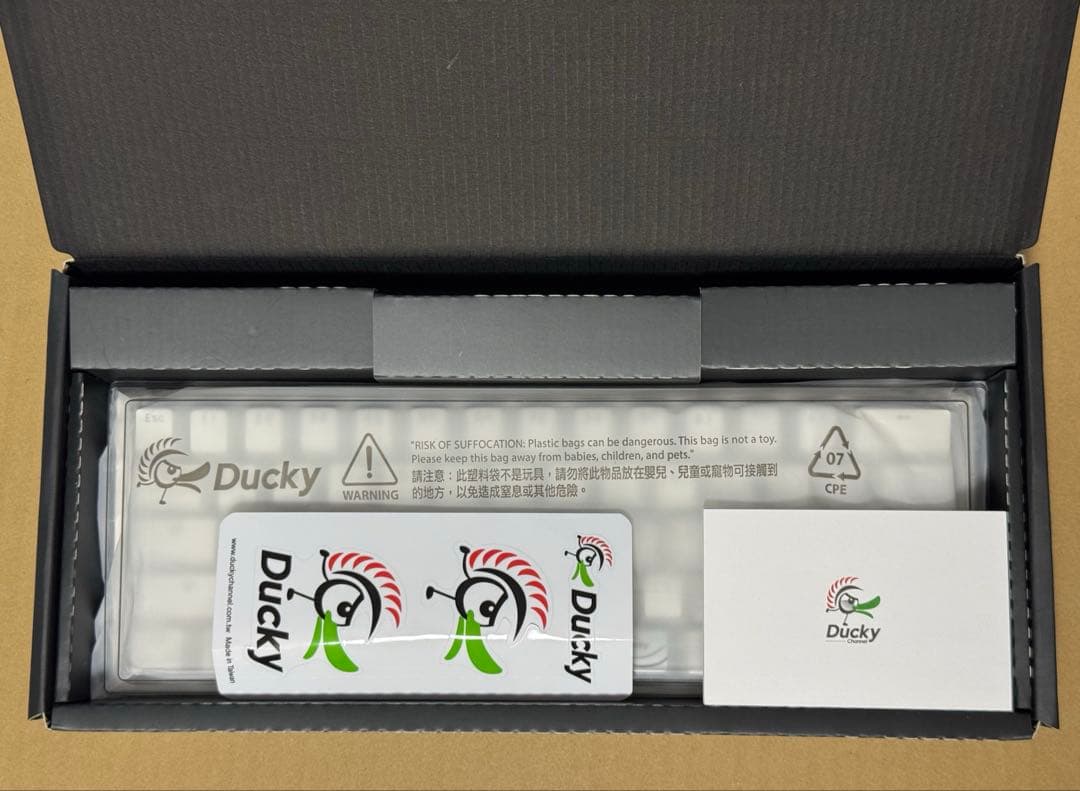 Esc
Ducky
WARNING
"RISK OF SUFFOCATION: Plastic bags can be dangerous. This bag is not a toy.
Please keep this bag away from babies, children, and pets."
請注意：此塑料袋不是玩具，請勿將此物品放在嬰兒、兒童或寵物可接觸到
的地方，以免造成窒息或其他危險。
07
CPE
www.duckychannel.com.tw Made in Taiwan
Ducky
Ducky
Ducky
Channel